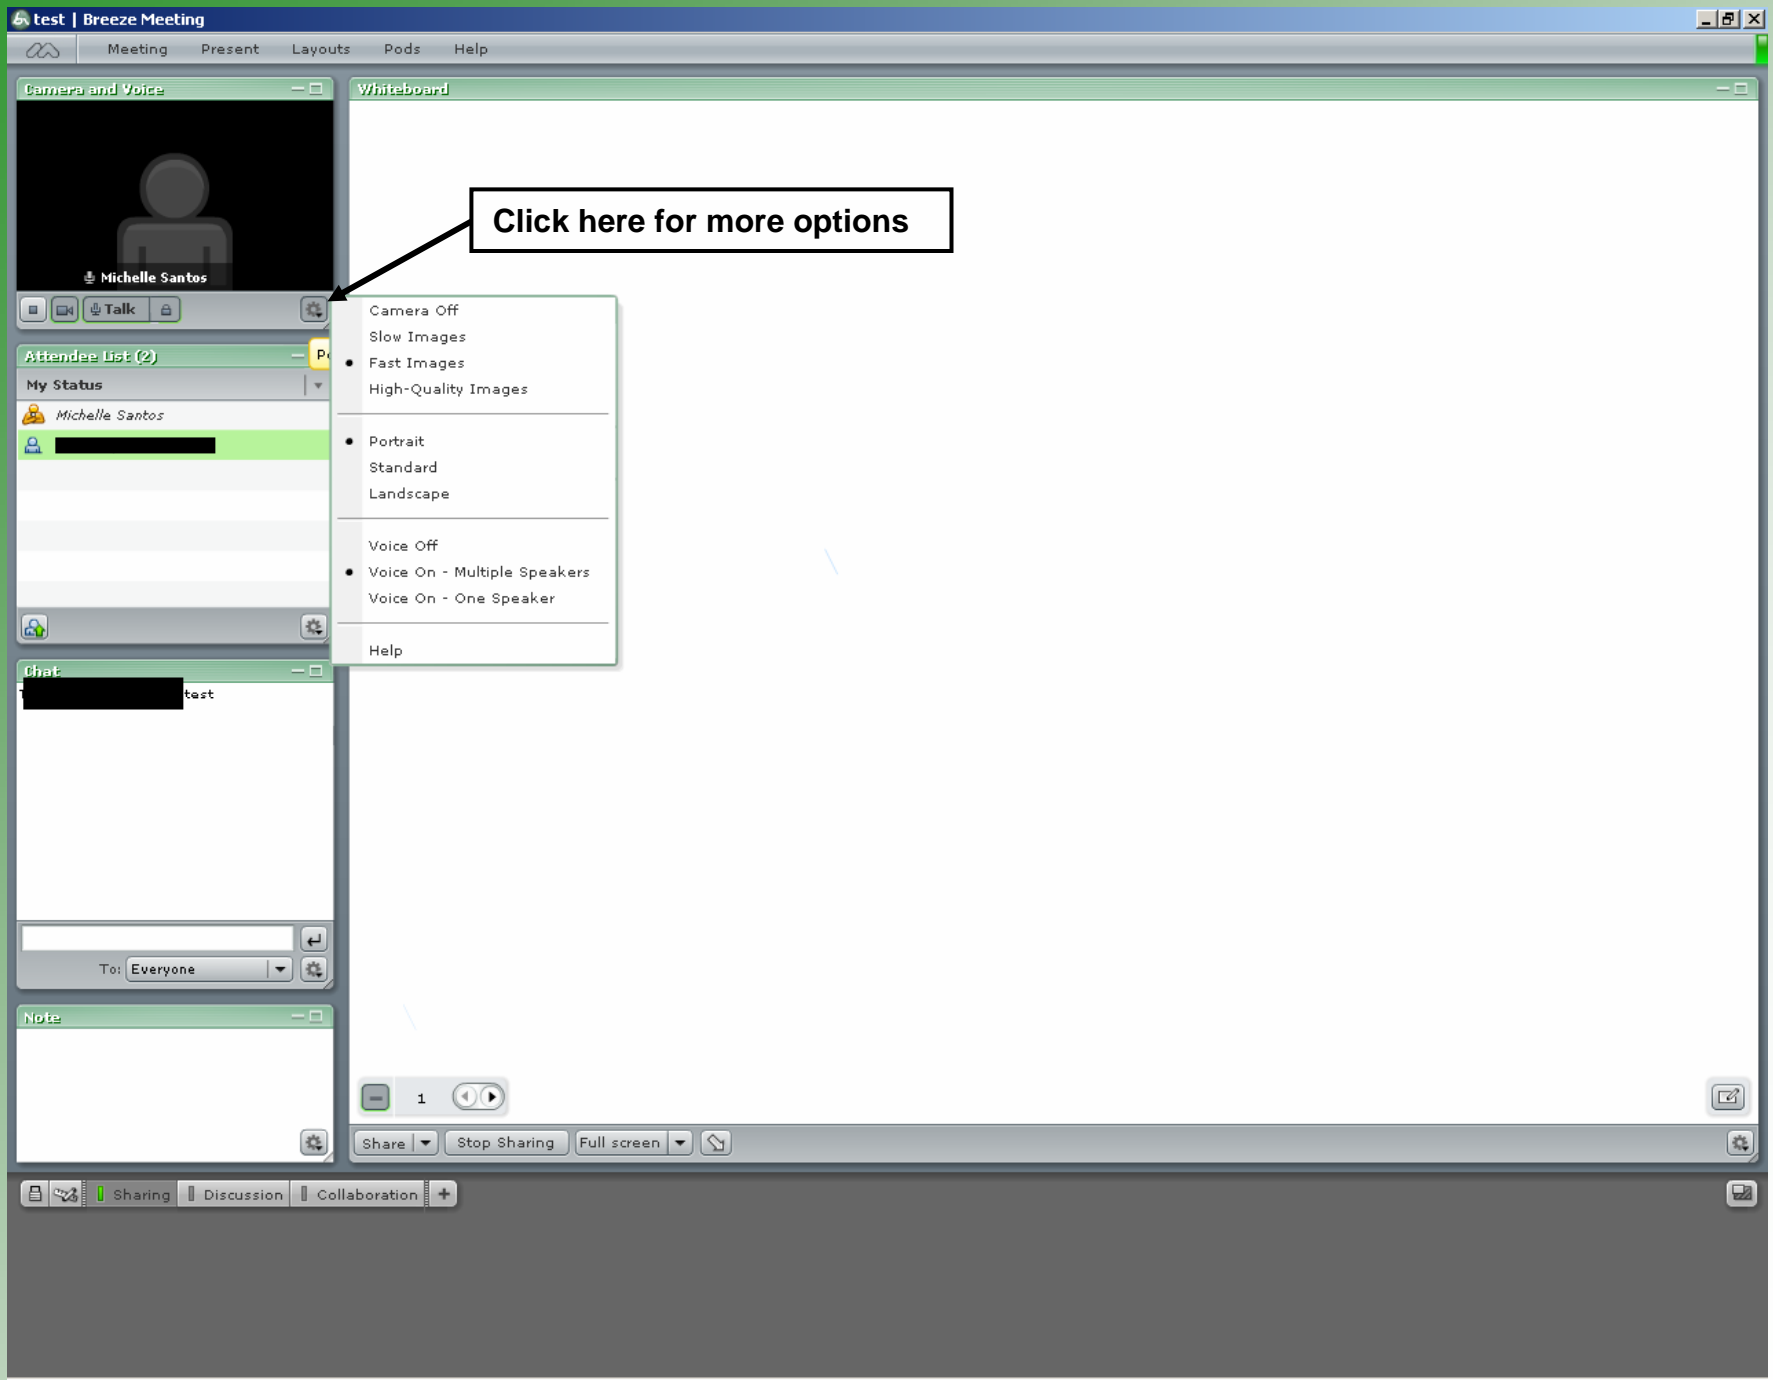 test | Breeze Meeting
Meeting Present Layouts Pods Help
Camera and Voice
Whiteboard
Click here for more options
Michelle Santos
Talk
Camera Off
Slow Images
Fast Images
High-Quality Images
Portrait
Standard
Landscape
Voice Off
Voice On - Multiple Speakers
Voice On - One Speaker
Help
Attendee List (2)
My Status
Michelle Santos
Chat
test
To: Everyone
Note
1
Share Stop Sharing Full screen
Sharing Discussion Collaboration +